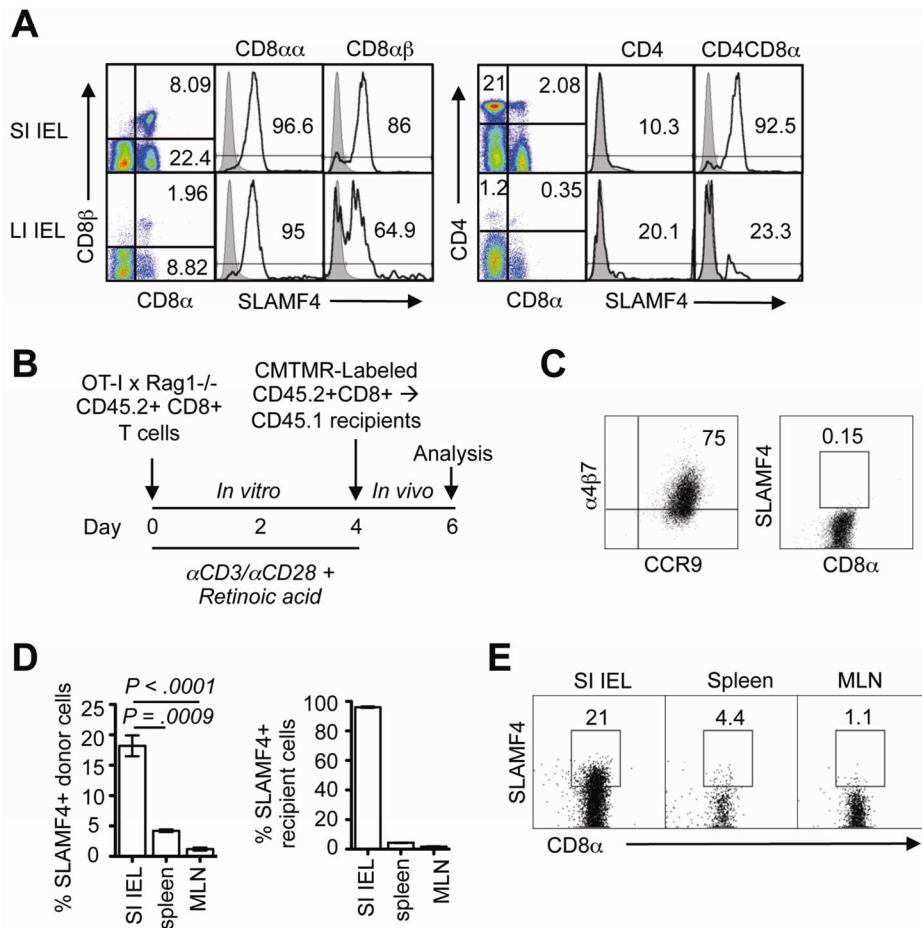 A
CD8αα CD8αβ CD4 CD4CD8α
SI IEL
8.09
22.4
96.6
86
21
2.08
10.3
92.5
LI IEL
1.96
8.82
95
64.9
1.2
0.35
20.1
23.3
CD8β
CD4
CD8α SLAMF4
CD8α SLAMF4
B
OT-I x Rag1-/-
CD45.2+ CD8+
T cells
CMTMR-Labeled
CD45.2+CD8+ →
CD45.1 recipients
Analysis
In vitro
In vivo
Day 0 2 4 6
αCD3/αCD28 +
Retinoic acid
C
α4β7
75
CCR9
SLAMF4
0.15
CD8α
D
% SLAMF4+ donor cells
P < .0001
P = .0009
25
20
15
10
5
0
SI IEL
spleen
MLN
% SLAMF4+
recipient cells
100
80
60
40
20
0
SI IEL
spleen
MLN
E
SI IEL Spleen MLN
21 4.4 1.1
SLAMF4
CD8α